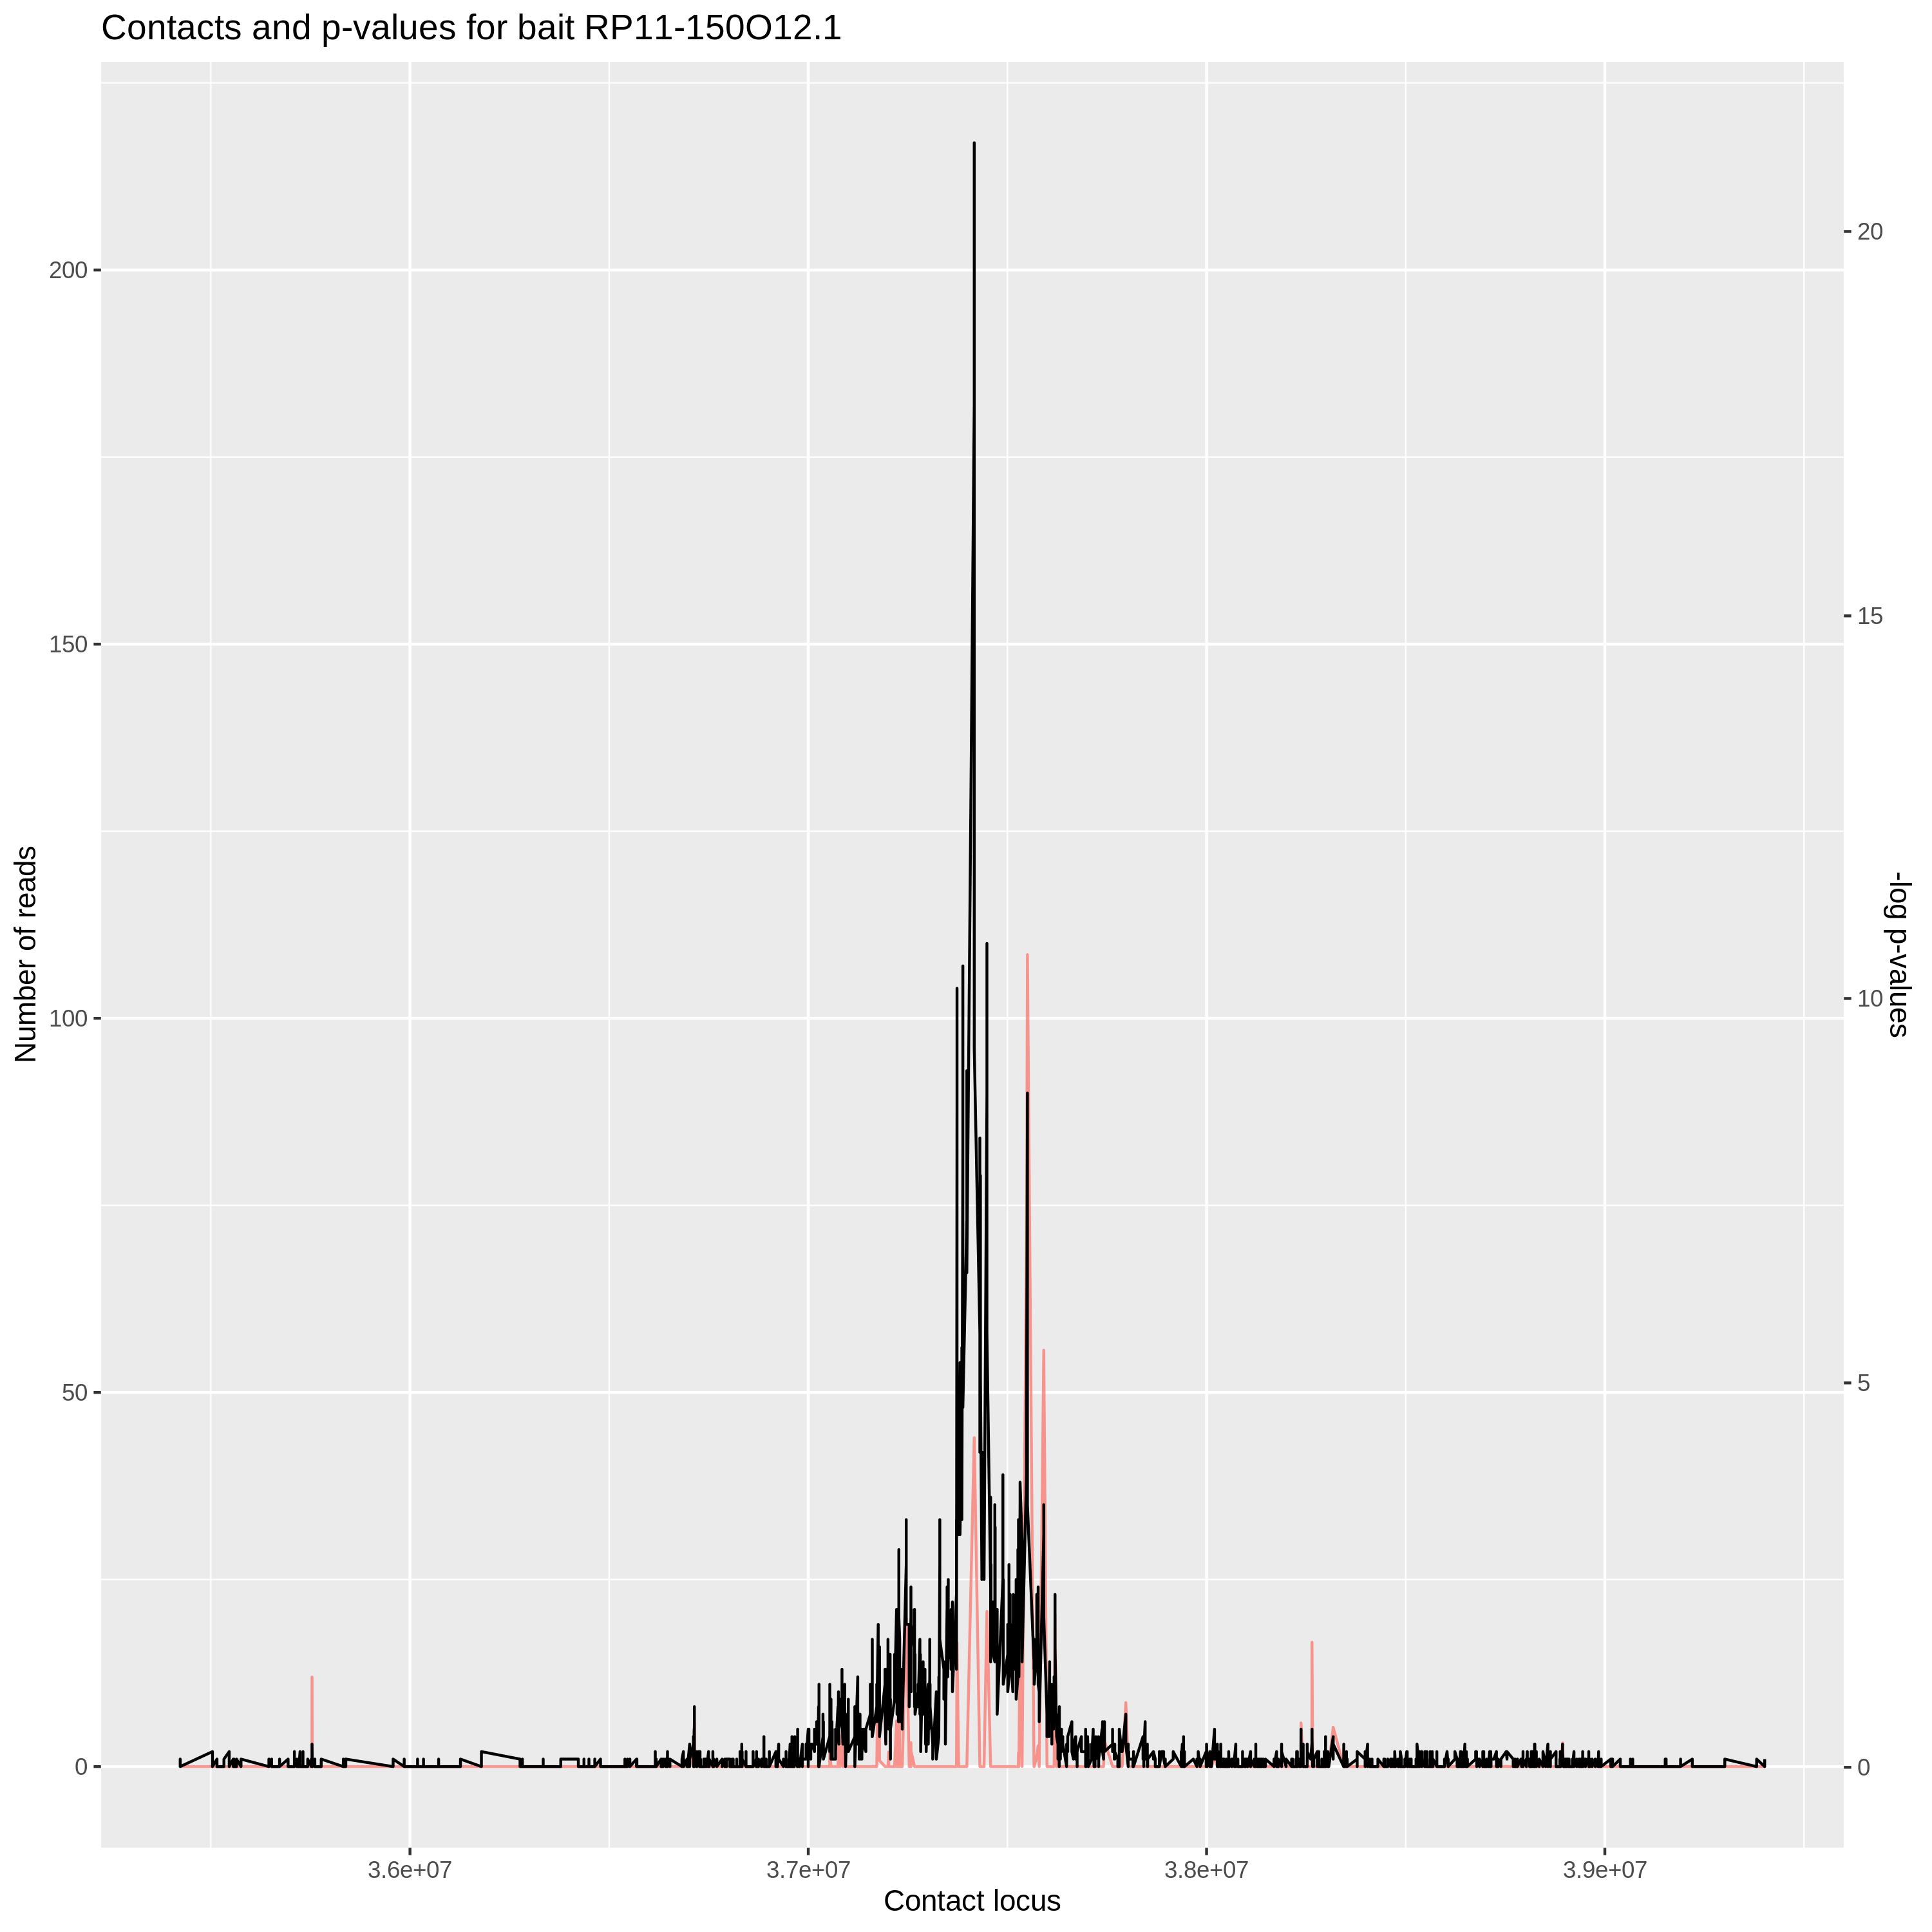 Contacts and p-values for bait RP11-150O12.1
200
150
100
50
0
20
15
10
5
0
Number of reads
-log p-values
3.6e+07
3.7e+07
3.8e+07
3.9e+07
Contact locus